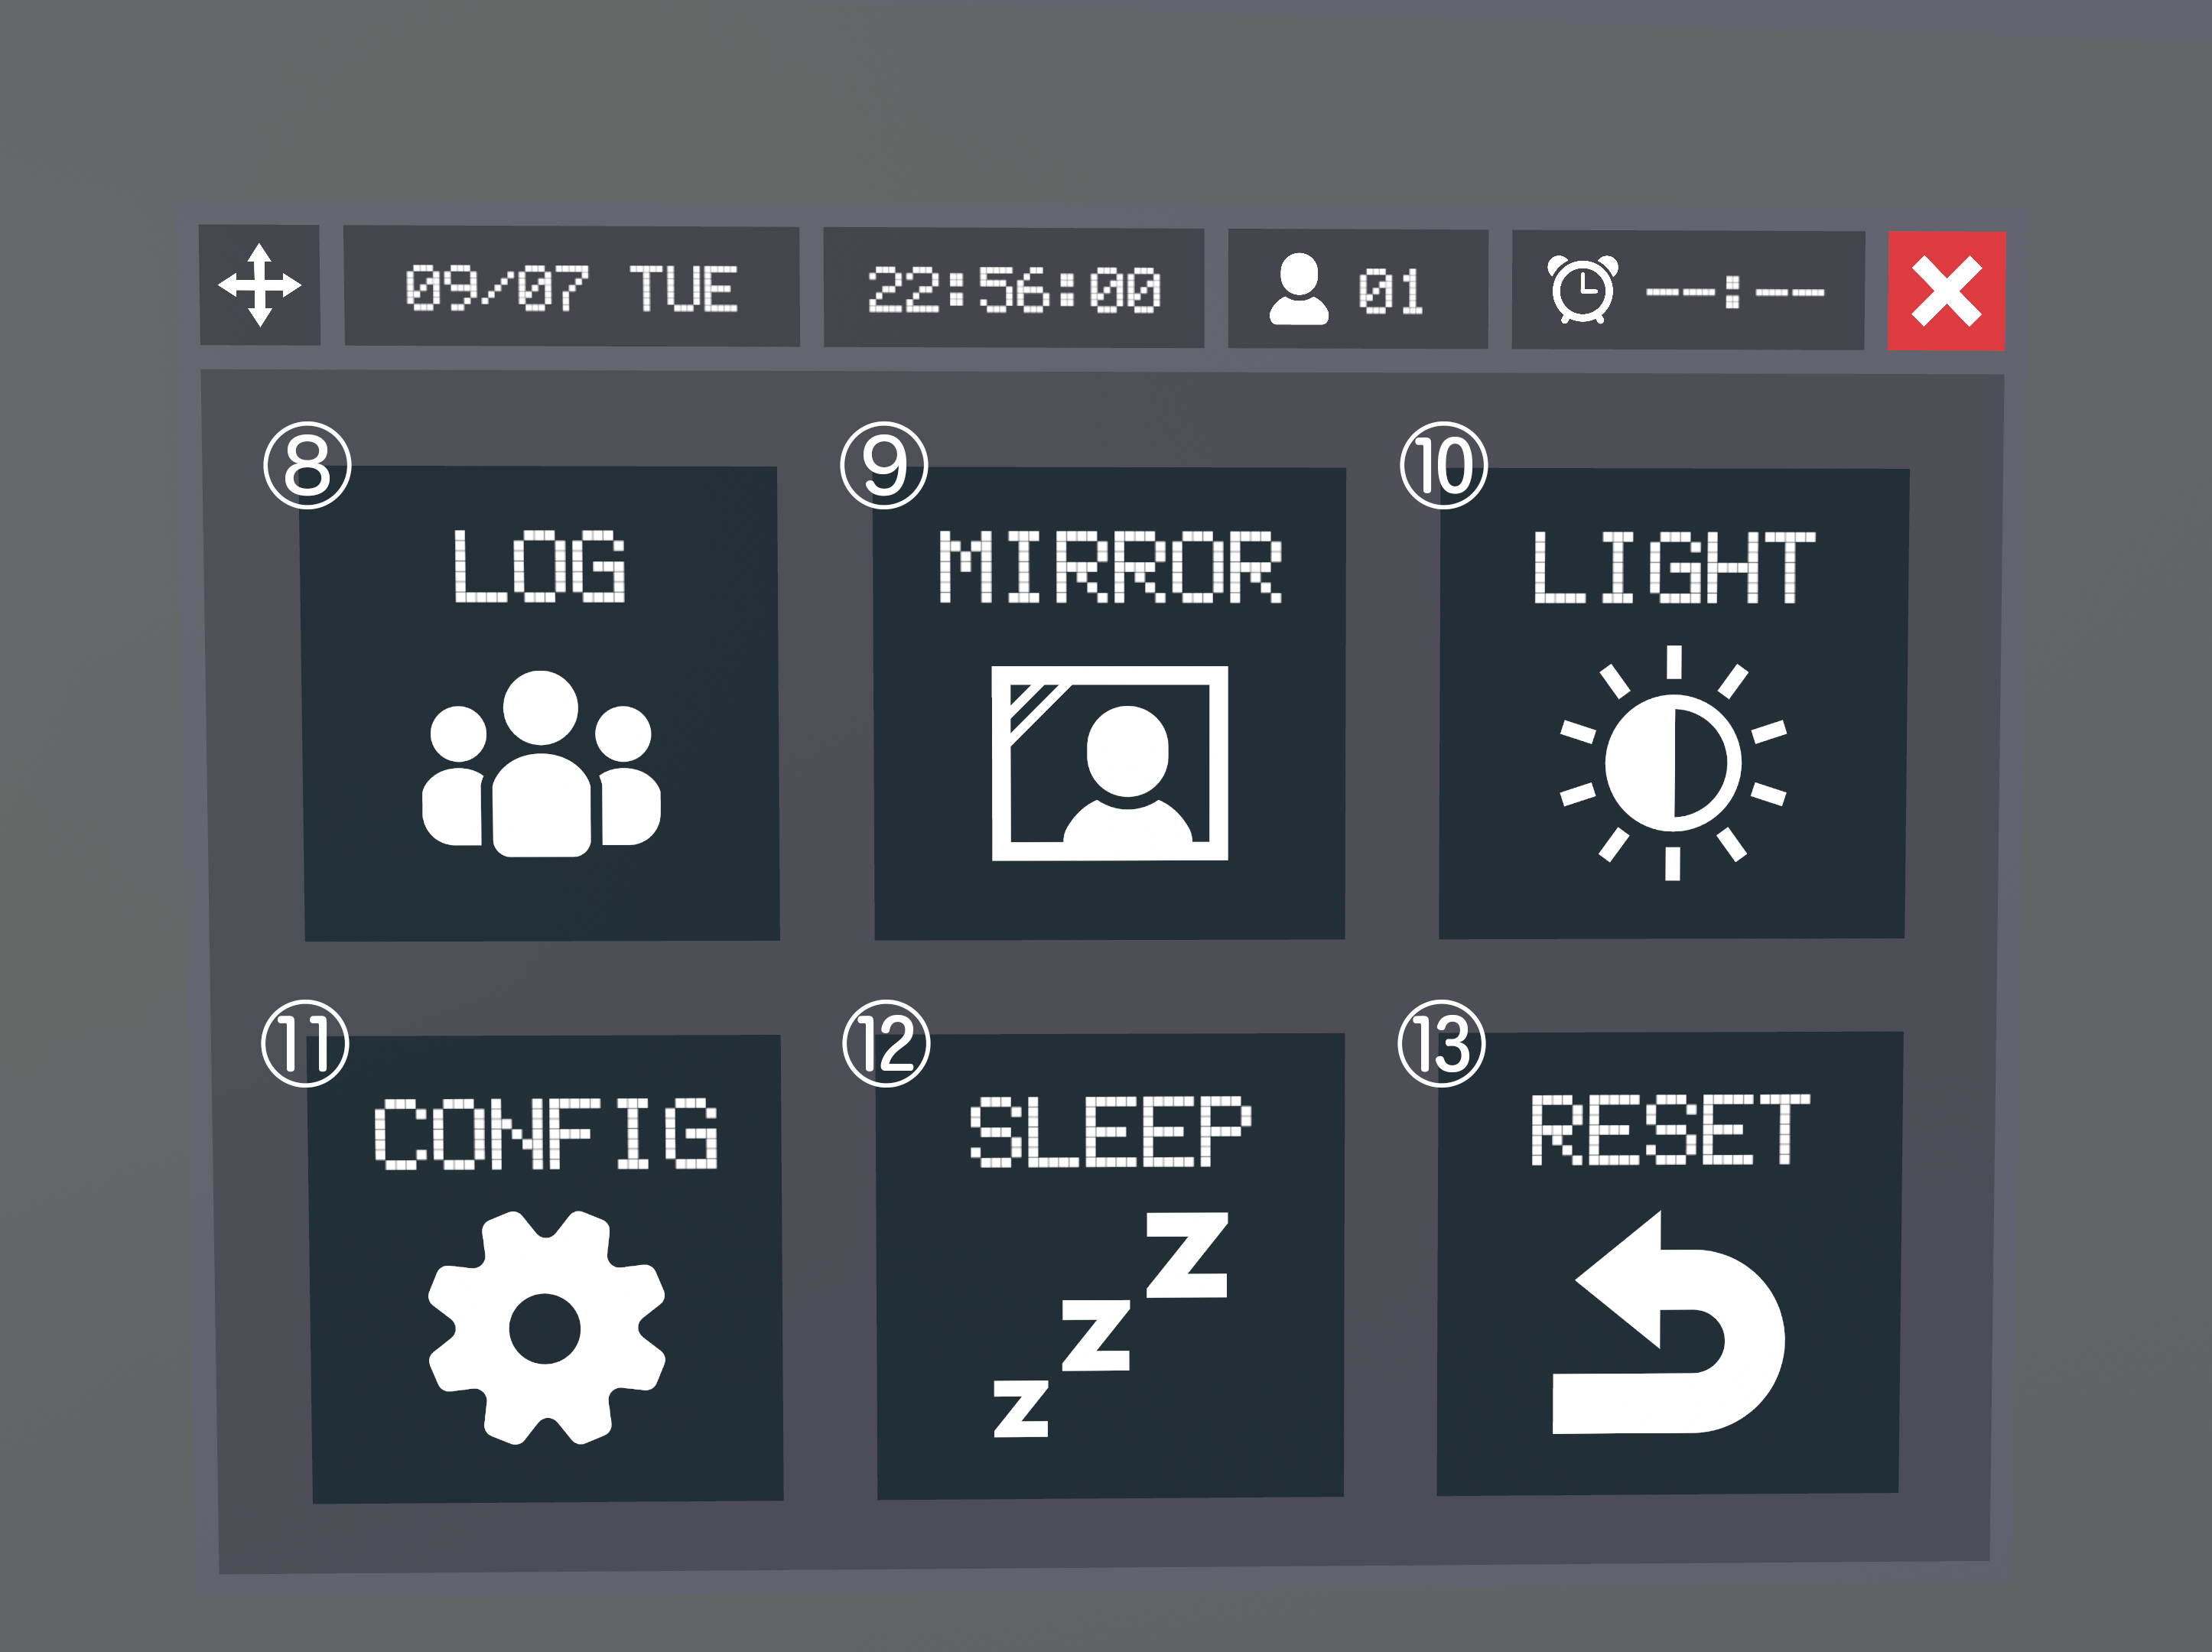 09/07 TUE 22:56:00 01 --:--
⑧ ⑨ ⑩
LOG MIRROR LIGHT
⑪ ⑫ ⑬
CONFIG SLEEP RESET
z z z